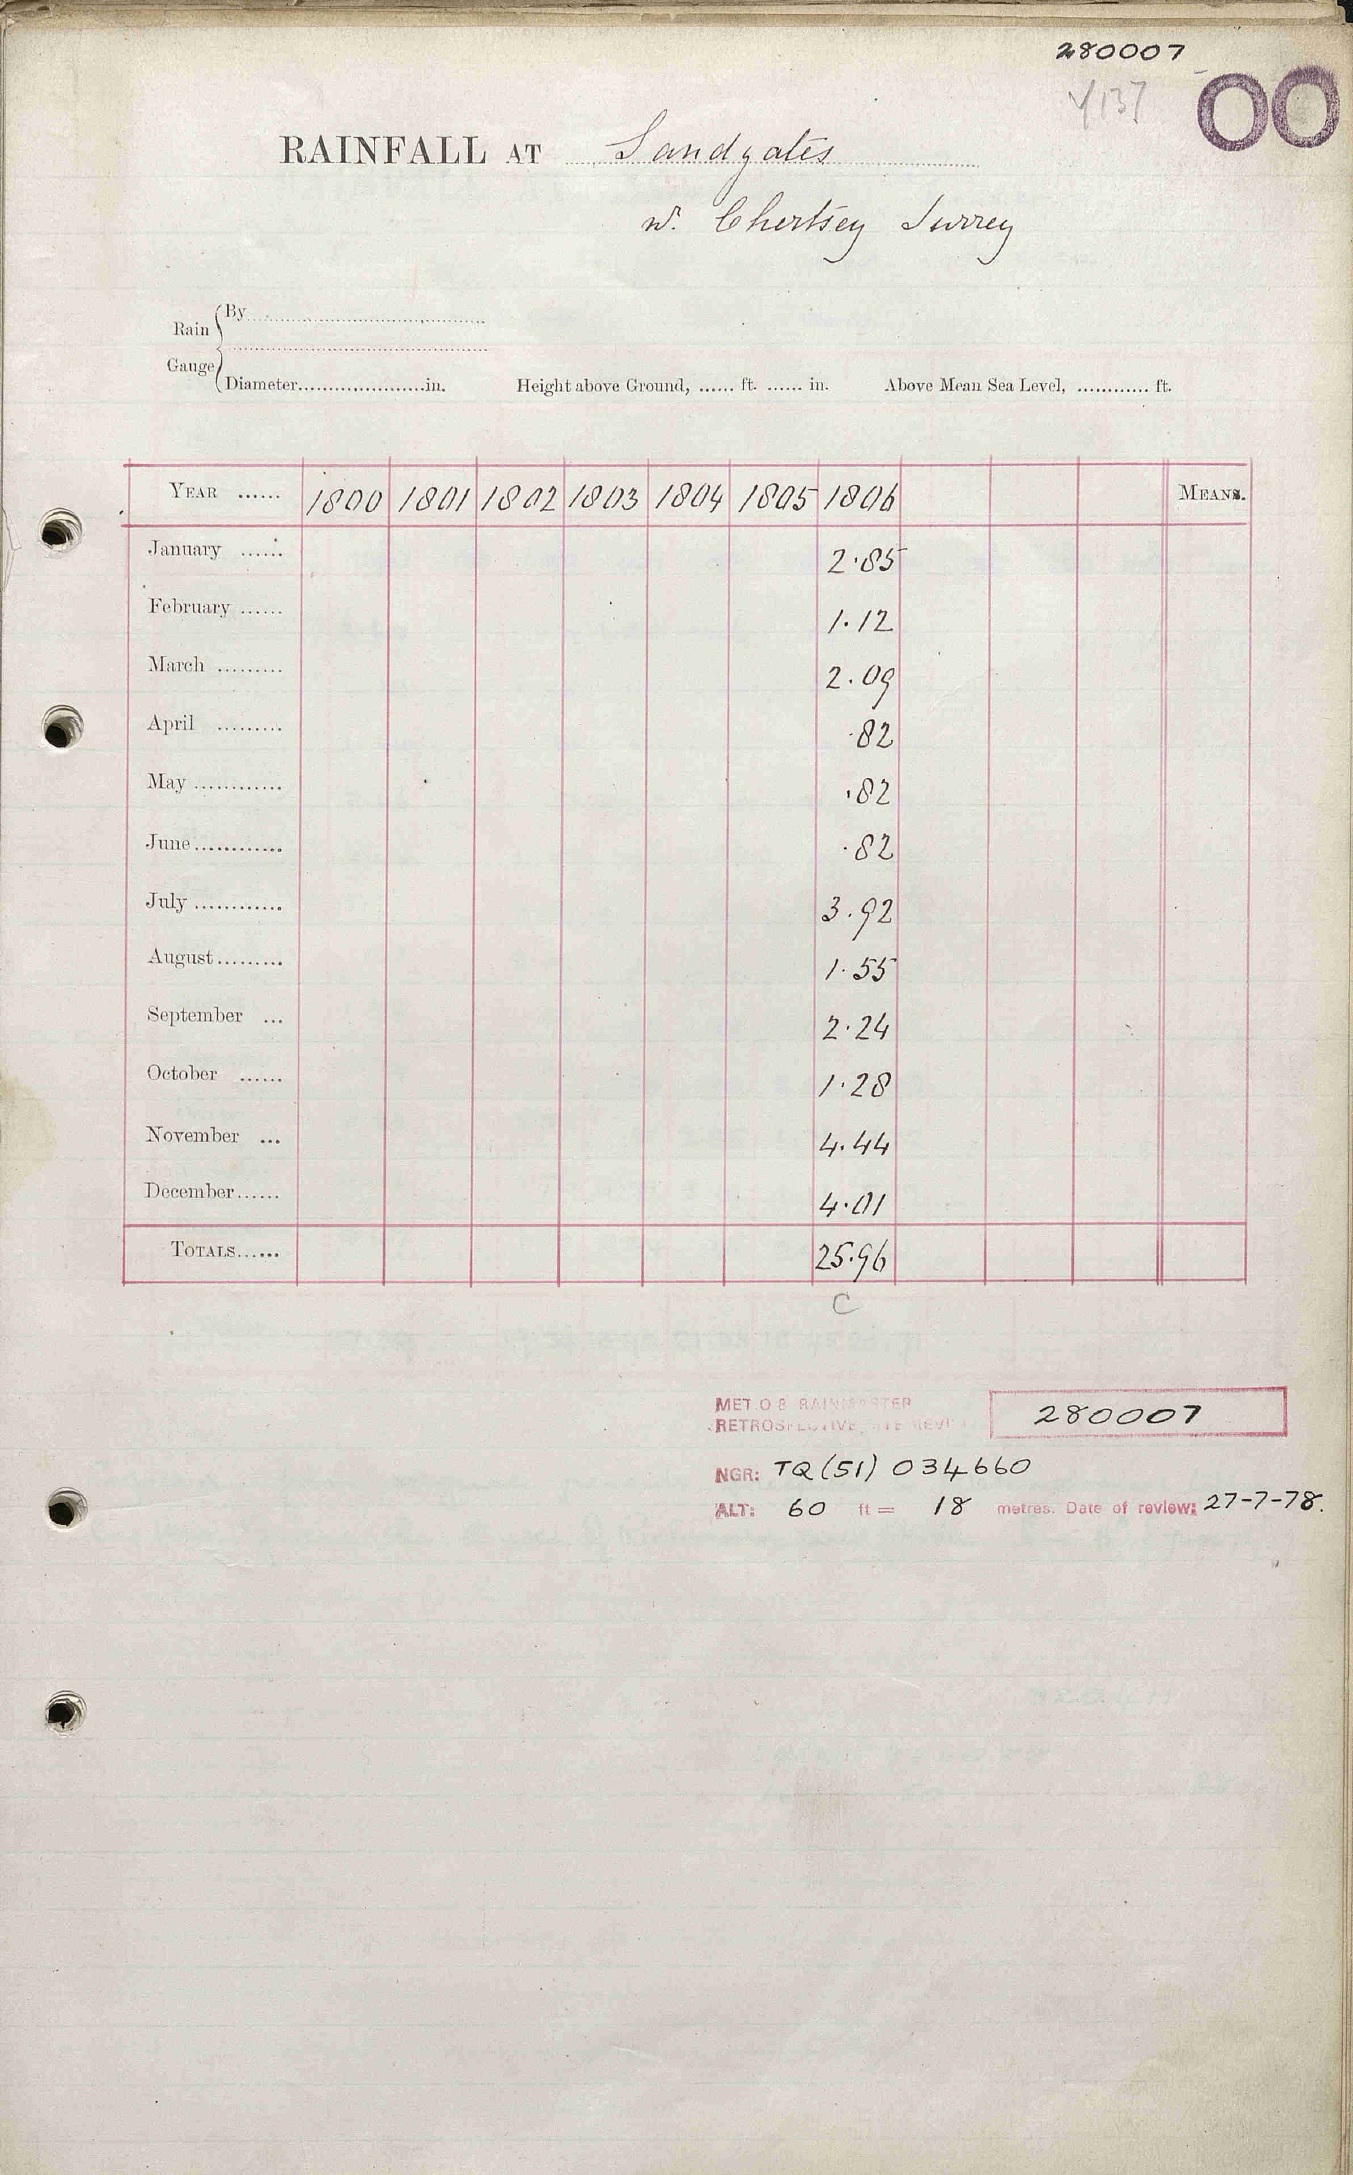 280007
Y137
00
RAINFALL AT Sandgates
nr. Chertsey Surrey
Rain Gauge
By
Diameter.....................in. Height above Ground, ...... ft. ...... in. Above Mean Sea Level, ............ ft.
YEAR ...... 1800 1801 1802 1803 1804 1805 1806 MEANS.
January ...... 2.85
February ...... 1.12
March ......... 2.09
April ......... .82
May ............ .82
June............ .82
July ............ 3.92
August......... 1.55
September ... 2.24
October ...... 1.28
November ... 4.44
December...... 4.01
TOTALS...... 25.96
C
MET.O 8 RAINMASTER
RETROSPECTIVE SITE REVIEW 280007
NGR: TQ(51) 034660
ALT: 60 ft = 18 metres. Date of review: 27-7-78.